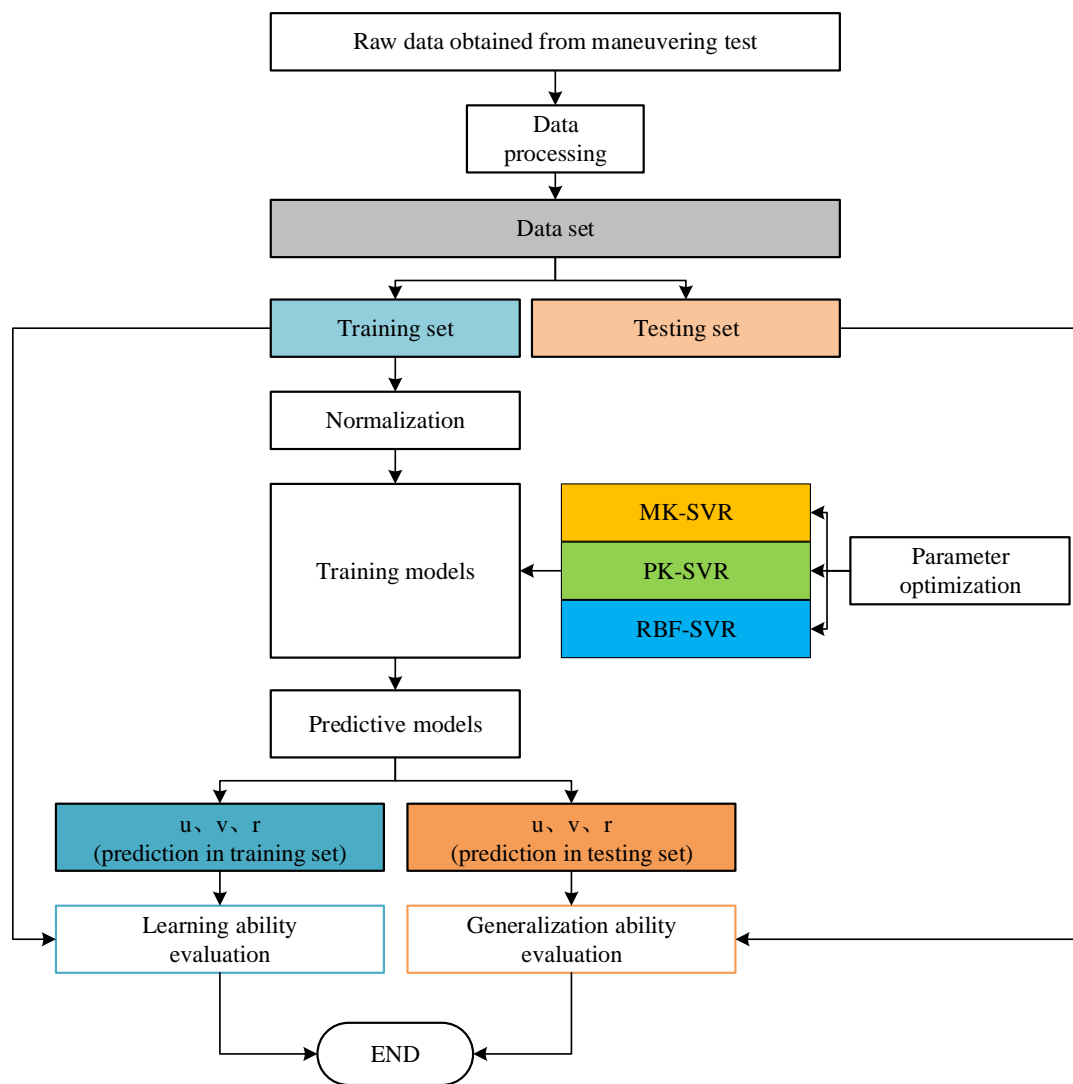 Raw data obtained from maneuvering test
Data
processing
Data set
Training set
Testing set
Normalization
Training models
MK-SVR
PK-SVR
RBF-SVR
Parameter
optimization
Predictive models
u、v、r
(prediction in training set)
u、v、r
(prediction in testing set)
Learning ability
evaluation
Generalization ability
evaluation
END